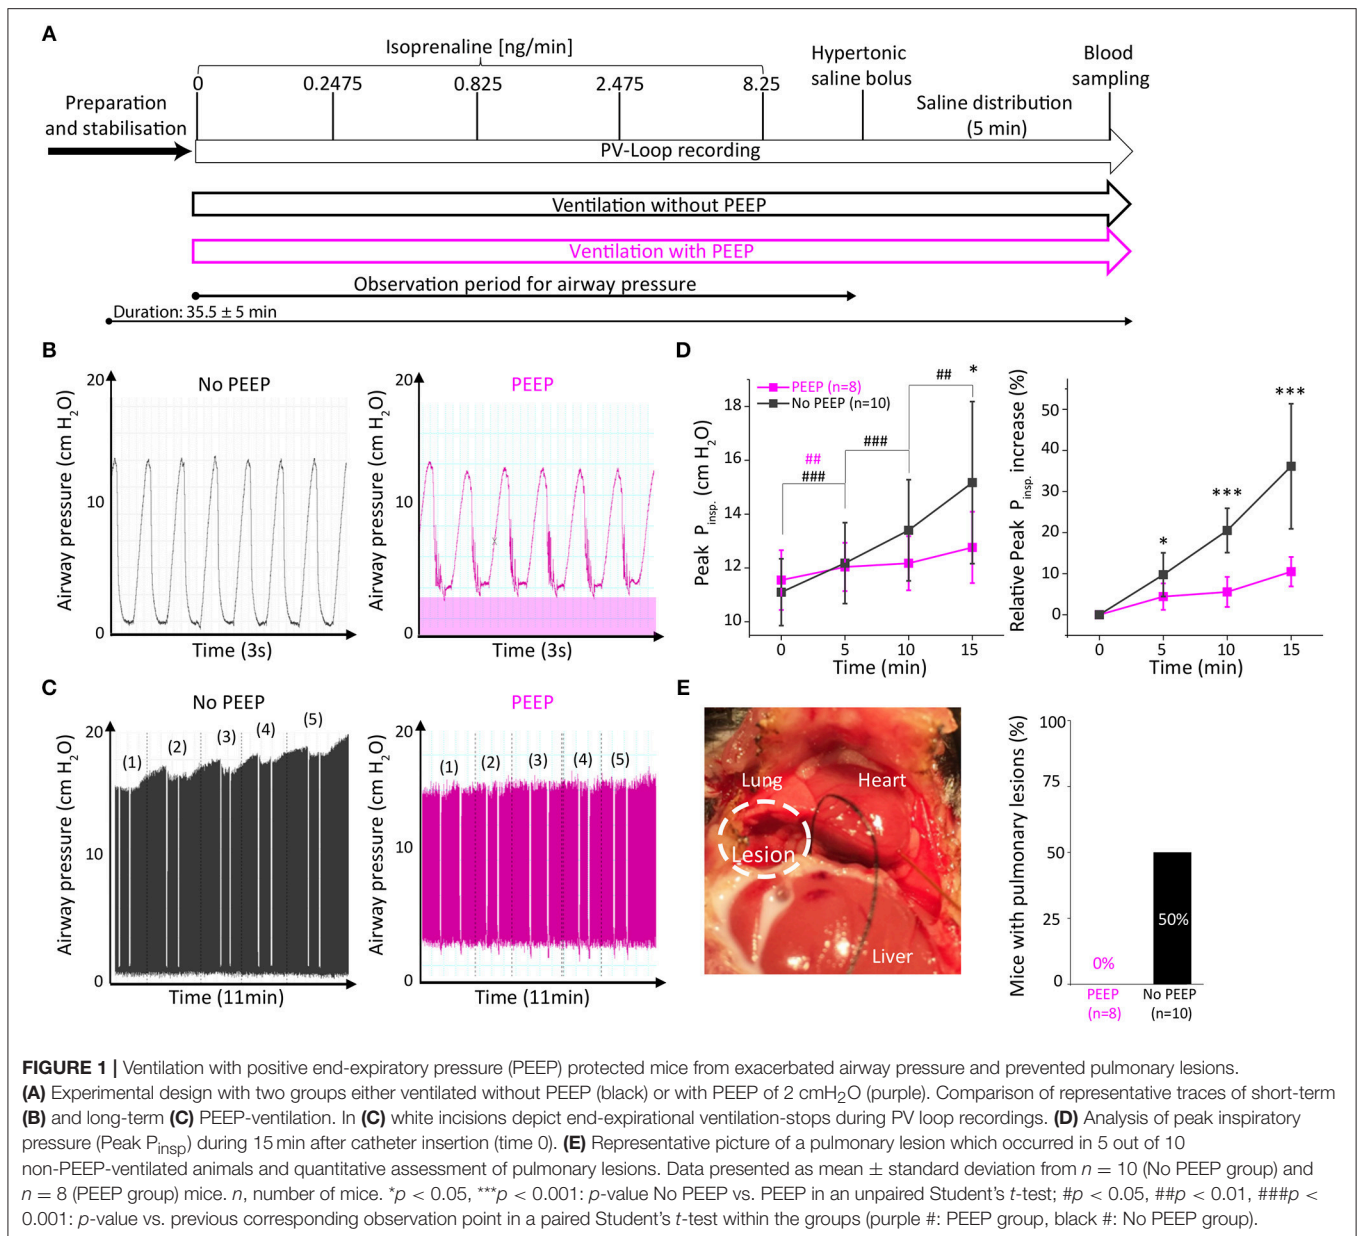 A
Isoprenaline [ng/min]
Hypertonic
saline bolus
Blood
sampling
0
0.2475
0.825
2.475
8.25
Preparation
and stabilisation
Saline distribution
(5 min)
PV-Loop recording
Ventilation without PEEP
Ventilation with PEEP
Observation period for airway pressure
Duration: 35.5 ± 5 min
B
No PEEP
Airway pressure (cm H2O)
20
10
0
Time (3s)
PEEP
Airway pressure (cm H2O)
20
10
0
Time (3s)
C
No PEEP
Airway pressure (cm H2O)
20
10
0
(1)
(2)
(3)
(4)
(5)
Time (11min)
PEEP
Airway pressure (cm H2O)
20
10
0
(1)
(2)
(3)
(4)
(5)
Time (11min)
D
PEEP (n=8)
No PEEP (n=10)
Peak Pinsp. (cm H2O)
18
16
14
12
10
##
###
###
##
*
0
5
10
15
Time (min)
Relative Peak Pinsp. increase (%)
50
40
30
20
10
0
*
***
***
0
5
10
15
Time (min)
E
Lung
Heart
Lesion
Liver
Mice with pulmonary lesions (%)
100
75
50
25
0
0%
50%
PEEP
(n=8)
No PEEP
(n=10)
FIGURE 1 | Ventilation with positive end-expiratory pressure (PEEP) protected mice from exacerbated airway pressure and prevented pulmonary lesions.
(A) Experimental design with two groups either ventilated without PEEP (black) or with PEEP of 2 cmH2O (purple). Comparison of representative traces of short-term
(B) and long-term (C) PEEP-ventilation. In (C) white incisions depict end-expirational ventilation-stops during PV loop recordings. (D) Analysis of peak inspiratory
pressure (Peak Pinsp) during 15 min after catheter insertion (time 0). (E) Representative picture of a pulmonary lesion which occurred in 5 out of 10
non-PEEP-ventilated animals and quantitative assessment of pulmonary lesions. Data presented as mean ± standard deviation from n = 10 (No PEEP group) and
n = 8 (PEEP group) mice. n, number of mice. *p < 0.05, ***p < 0.001: p-value No PEEP vs. PEEP in an unpaired Student's t-test; #p < 0.05, ##p < 0.01, ###p <
0.001: p-value vs. previous corresponding observation point in a paired Student's t-test within the groups (purple #: PEEP group, black #: No PEEP group).